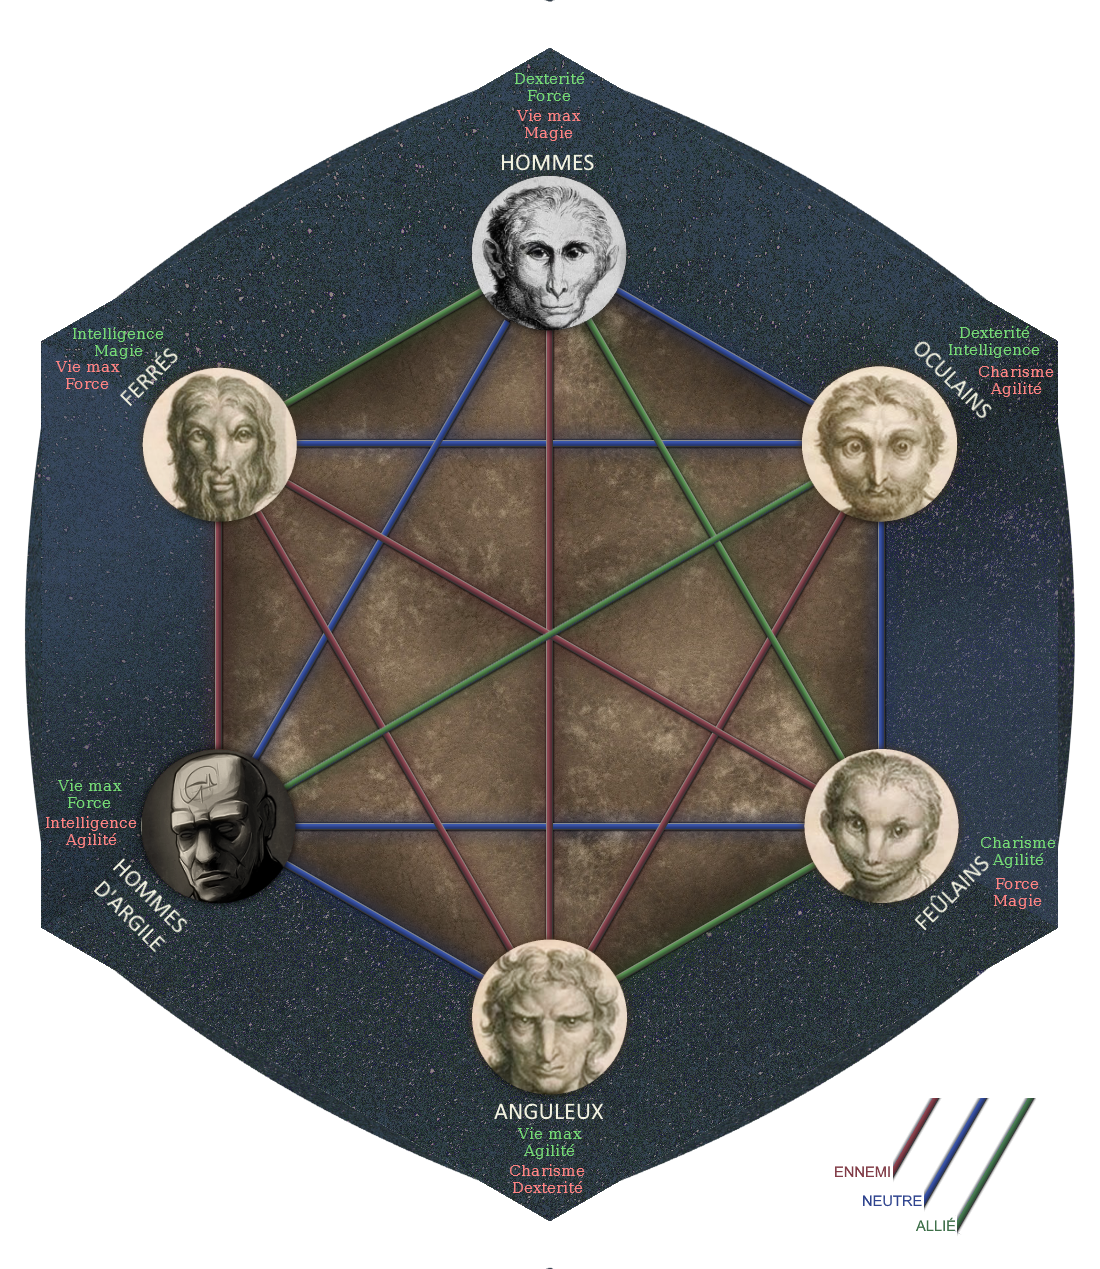 Dexterité
Force
Vie max
Magie
HOMMES
Intelligence
Magie
Vie max
Force
FERRÉS
Dexterité
Intelligence
Charisme
Agilité
OCULAINS
Vie max
Force
Intelligence
Agilité
HOMMES
D'ARGILE
Charisme
Agilité
Force
Magie
FEÛLAINS
ANGULEUX
Vie max
Agilité
Charisme
Dexterité
ENNEMI
NEUTRE
ALLIÉ